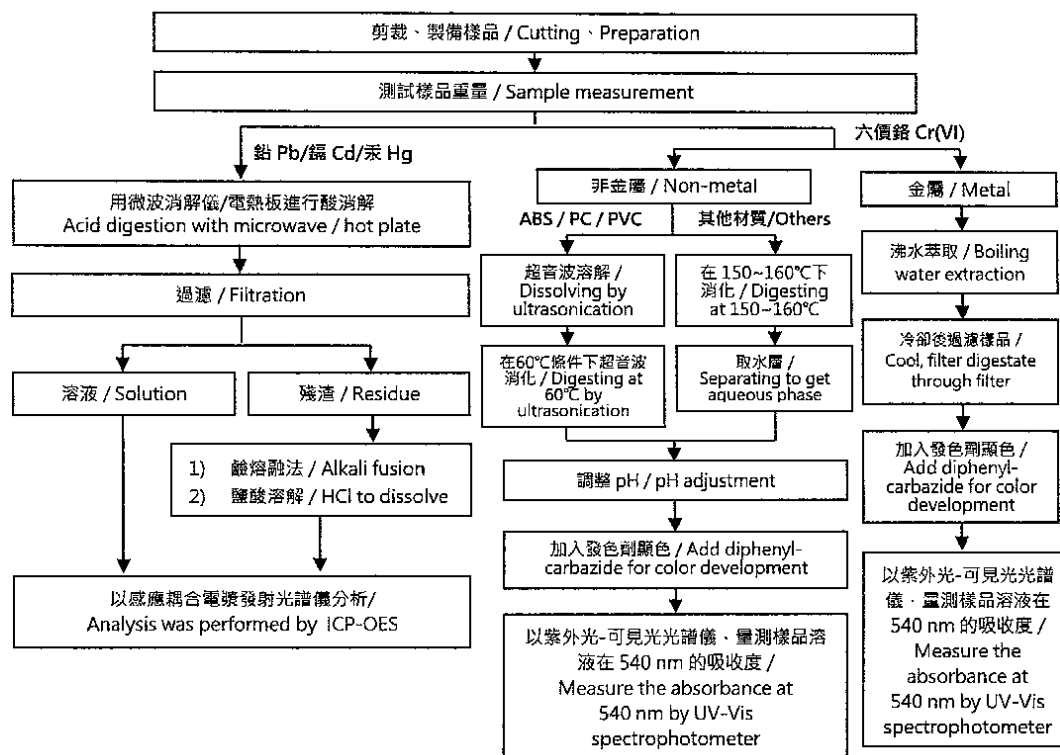 剪裁、製備樣品 / Cutting、Preparation
測試樣品重量 / Sample measurement
鉛 Pb/鎘 Cd/汞 Hg
六價鉻 Cr(VI)
用微波消解儀/電熱板進行酸消解
Acid digestion with microwave / hot plate
過濾 / Filtration
溶液 / Solution
殘渣 / Residue
1) 鹼熔融法 / Alkali fusion
2) 鹽酸溶解 / HCl to dissolve
以感應耦合電漿發射光譜儀分析/
Analysis was performed by ICP-OES
非金屬 / Non-metal
ABS / PC / PVC
其他材質/Others
超音波溶解 /
Dissolving by
ultrasonication
在60℃條件下超音波
消化 / Digesting at
60℃ by
ultrasonication
在 150~160℃下
消化 / Digesting
at 150~160℃
取水層 /
Separating to get
aqueous phase
調整 pH / pH adjustment
加入發色劑顯色 / Add diphenyl-
carbazide for color development
以紫外光-可見光光譜儀、量測樣品溶
液在 540 nm 的吸收度 /
Measure the absorbance at
540 nm by UV-Vis
spectrophotometer
金屬 / Metal
沸水萃取 / Boiling
water extraction
冷卻後過濾樣品 /
Cool, filter digestate
through filter
加入發色劑顯色 /
Add diphenyl-
carbazide for color
development
以紫外光-可見光光譜
儀、量測樣品溶液在
540 nm 的吸收度 /
Measure the
absorbance at
540 nm by UV-Vis
spectrophotometer